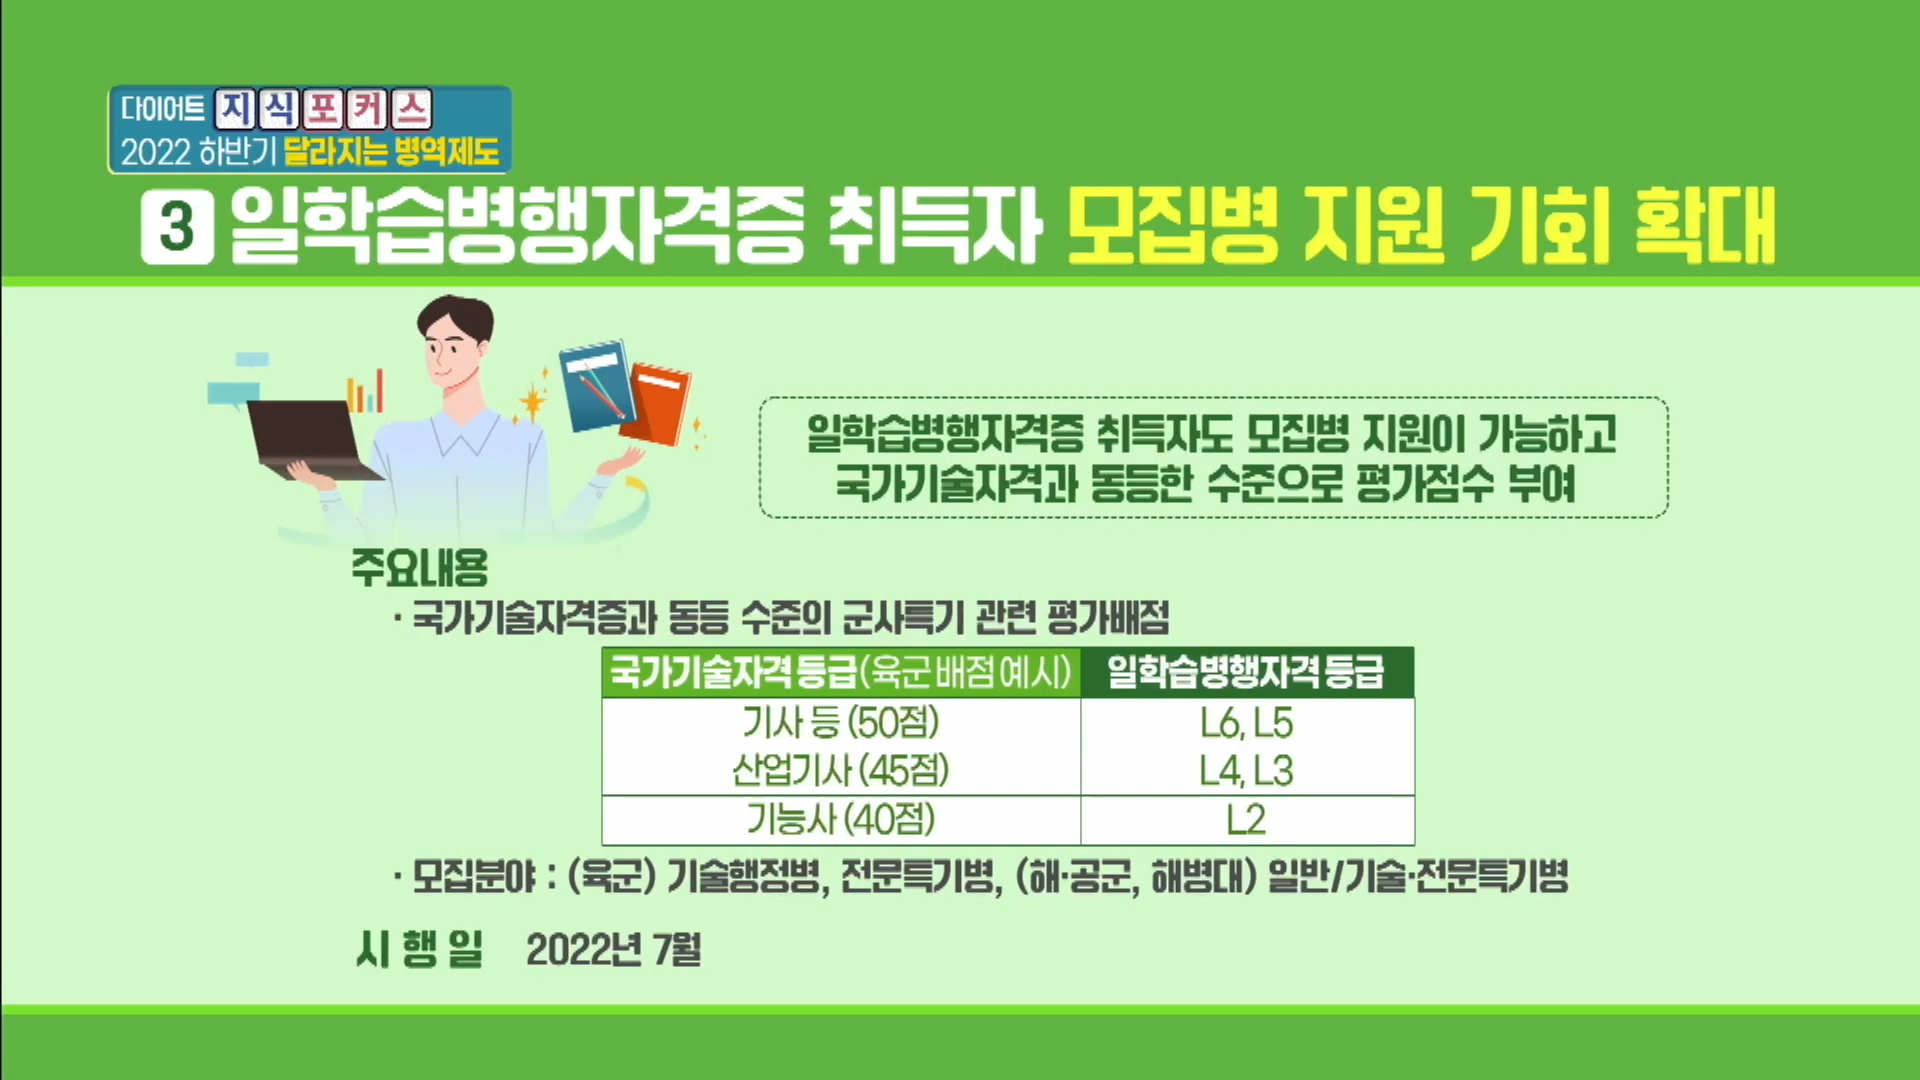 다이어트 지식포커스
2022 하반기 달라지는 병역제도
3 일학습병행자격증 취득자 모집병 지원 기회 확대
일학습병행자격증 취득자도 모집병 지원이 가능하고
국가기술자격과 동등한 수준으로 평가점수 부여
주요내용
· 국가기술자격증과 동등 수준의 군사특기 관련 평가배점
국가기술자격 등급(육군 배점 예시) 일학습병행자격 등급
기사 등 (50점) L6, L5
산업기사 (45점) L4, L3
기능사 (40점) L2
· 모집분야 : (육군) 기술행정병, 전문특기병, (해·공군, 해병대) 일반/기술·전문특기병
시 행 일 2022년 7월